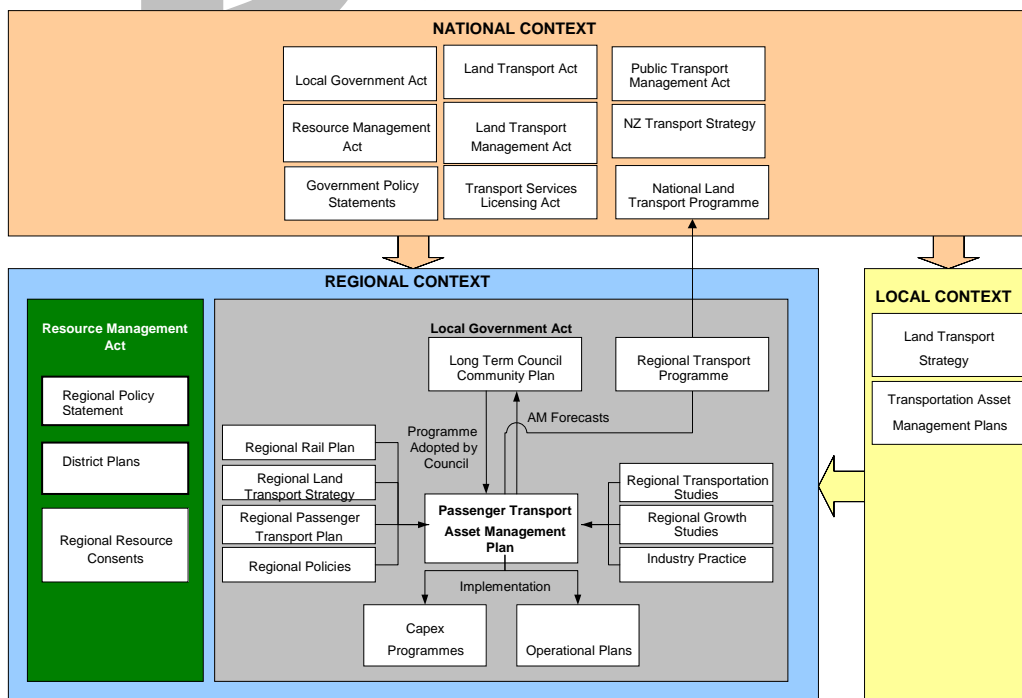 NATIONAL CONTEXT
Local Government Act
Land Transport Act
Public Transport
Management Act
Resource Management
Act
Land Transport
Management Act
NZ Transport Strategy
Government Policy
Statements
Transport Services
Licensing Act
National Land
Transport Programme
REGIONAL CONTEXT
Resource Management
Act
Regional Policy
Statement
District Plans
Regional Resource
Consents
Local Government Act
Long Term Council
Community Plan
Regional Transport
Programme
AM Forecasts
Programme
Adopted by
Council
Regional Rail Plan
Regional Land
Transport Strategy
Regional Passenger
Transport Plan
Regional Policies
Passenger Transport
Asset Management
Plan
Regional Transportation
Studies
Regional Growth
Studies
Industry Practice
Implementation
Capex
Programmes
Operational Plans
LOCAL CONTEXT
Land Transport
Strategy
Transportation Asset
Management Plans